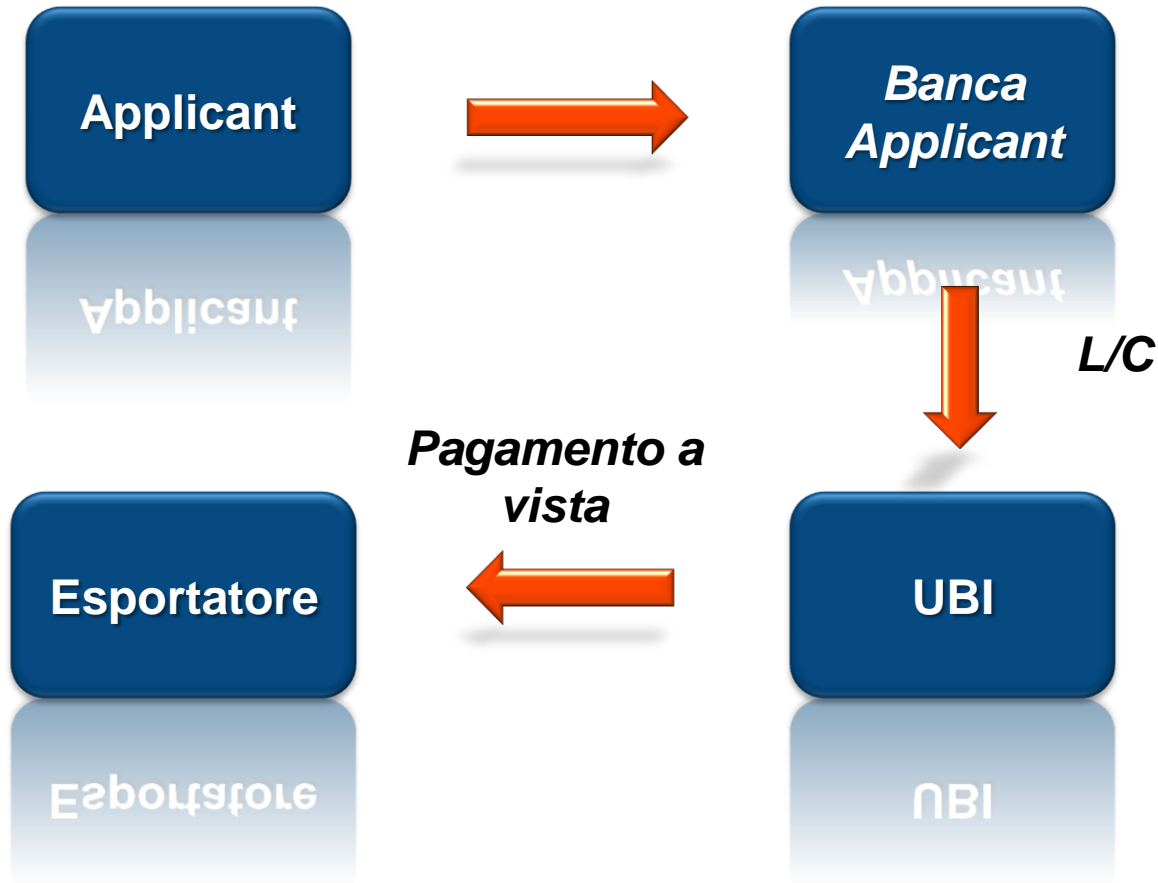 Applicant
Banca
Applicant
L/C
Pagamento a
vista
Esportatore
UBI